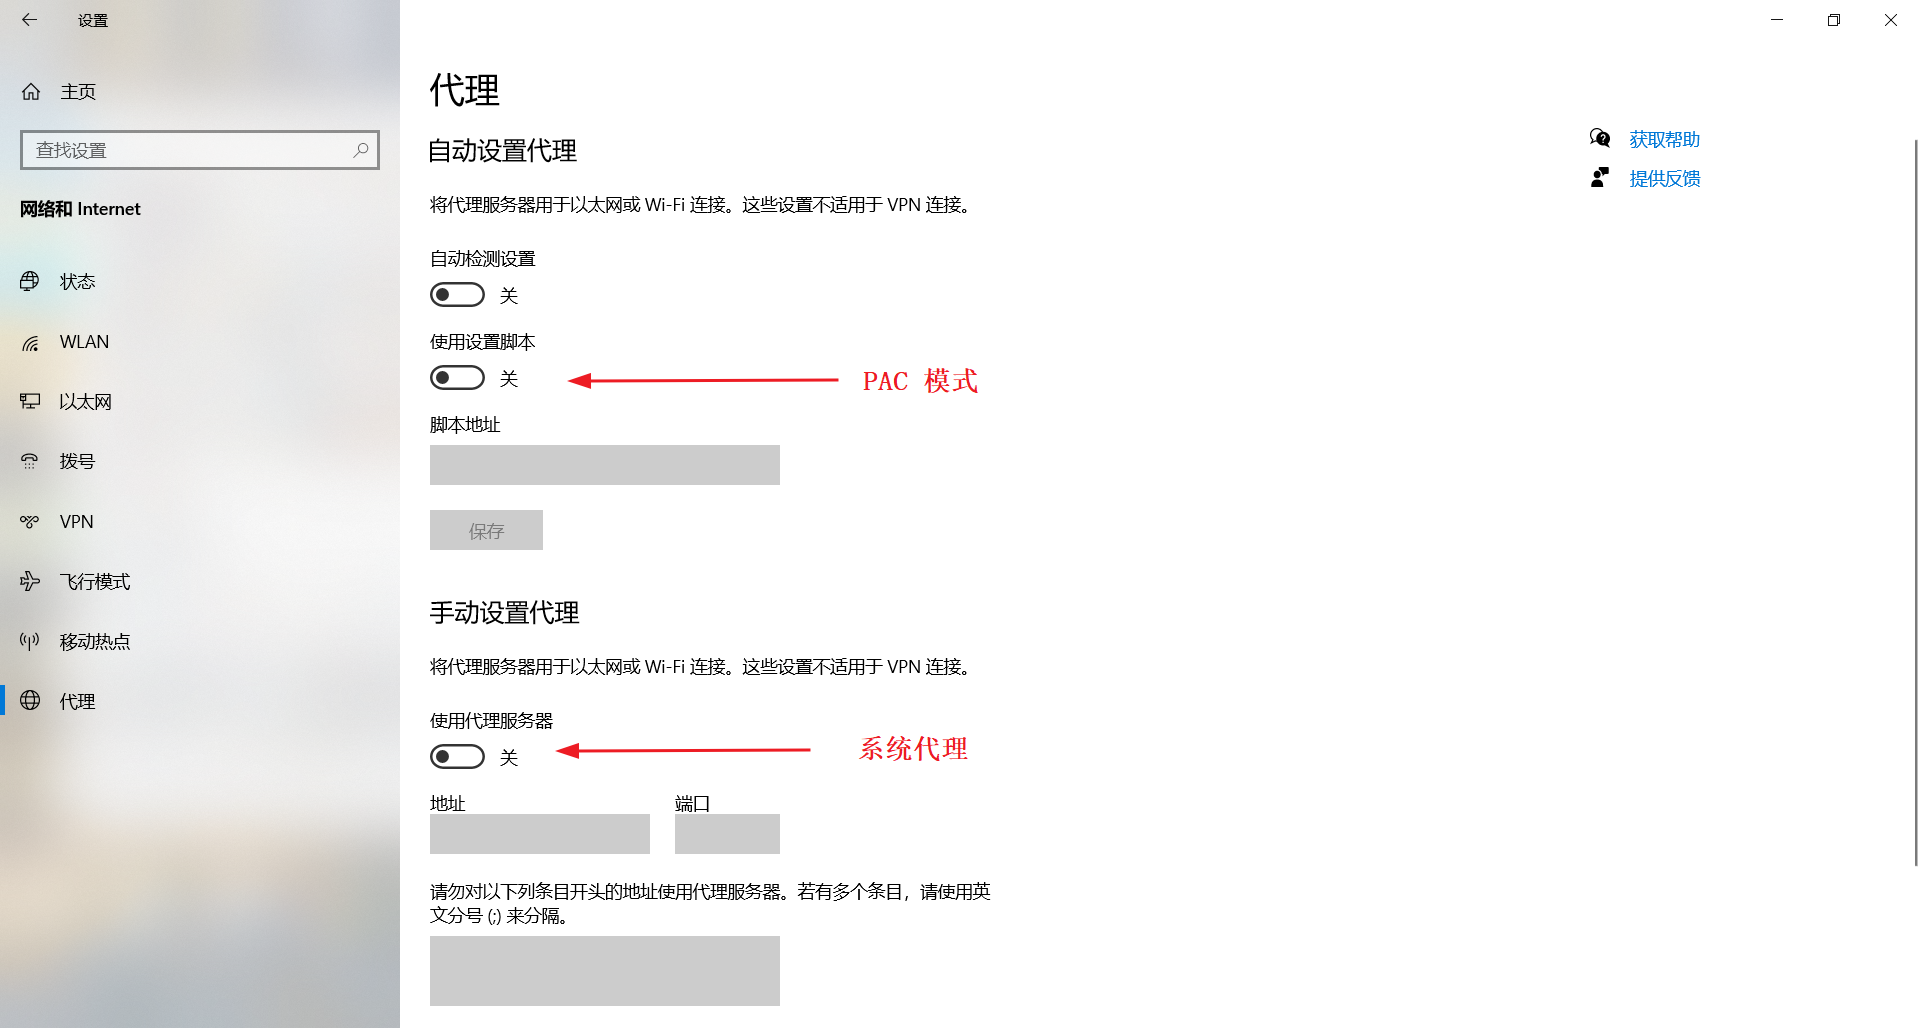 设置
主页
查找设置
网络和 Internet
状态
WLAN
以太网
拨号
VPN
飞行模式
移动热点
代理
代理
自动设置代理
将代理服务器用于以太网或 Wi-Fi 连接。这些设置不适用于 VPN 连接。
自动检测设置
关
使用设置脚本
关
PAC 模式
脚本地址
保存
手动设置代理
将代理服务器用于以太网或 Wi-Fi 连接。这些设置不适用于 VPN 连接。
使用代理服务器
关
系统代理
地址
端口
请勿对以下列条目开头的地址使用代理服务器。若有多个条目，请使用英
文分号 (;) 来分隔。
获取帮助
提供反馈